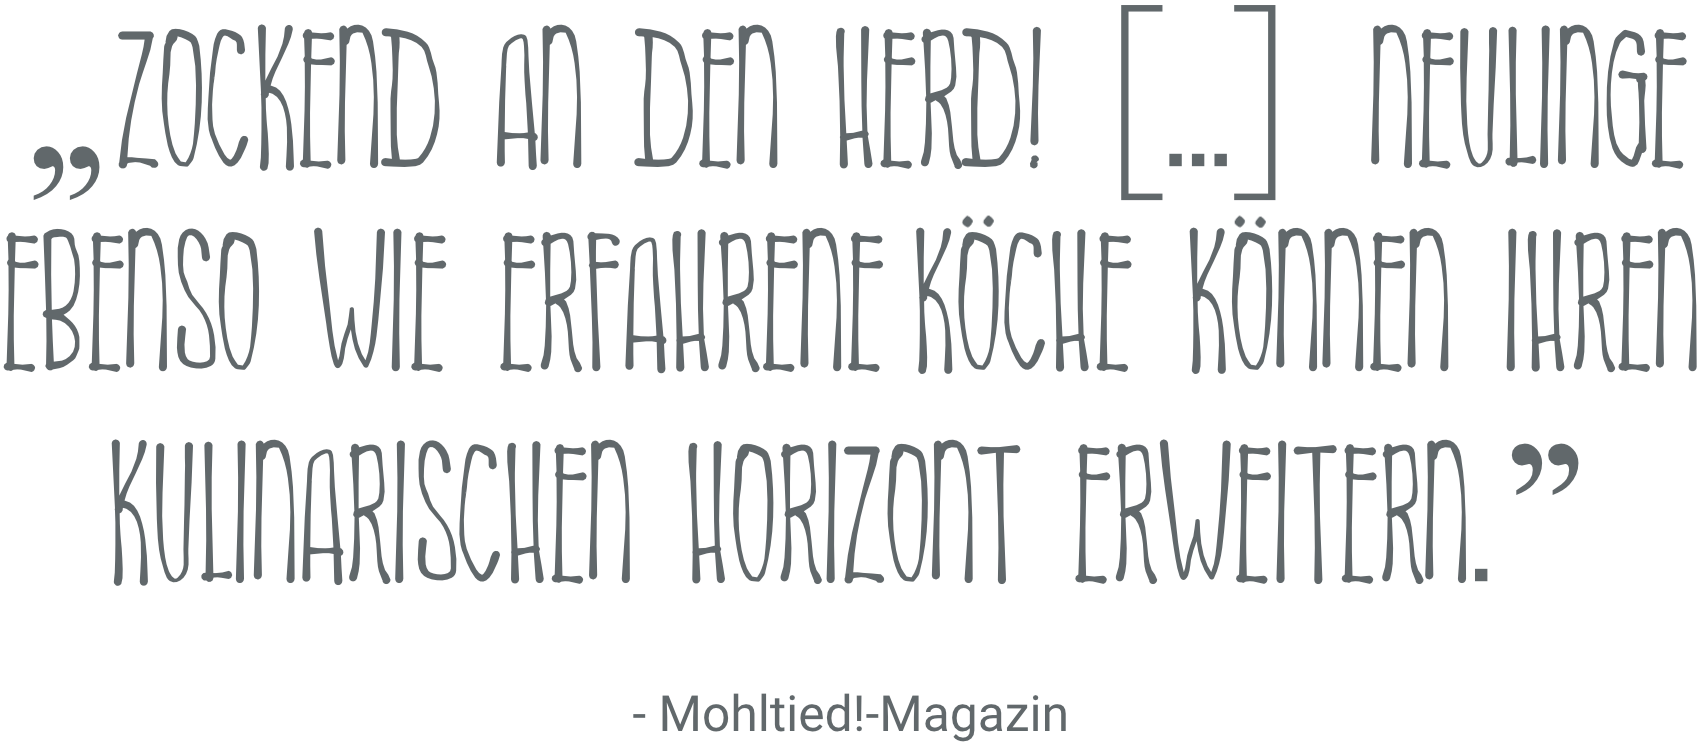 „ZOCKEND AN DEN HERD! [...] NEULINGE
EBENSO WIE ERFAHRENE KÖCHE KÖNNEN IHREN
KULINARISCHEN HORIZONT ERWEITERN.”
- Mohltied!-Magazin